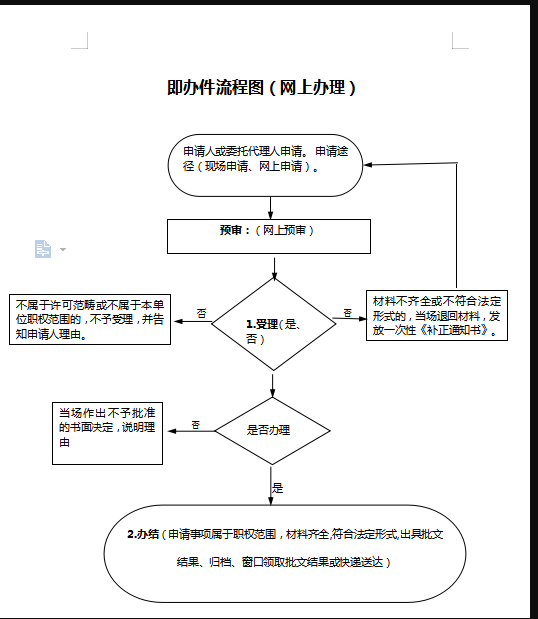 即办件流程图（网上办理）
申请人或委托代理人申请。申请途
径（现场申请、网上申请）。
预审：（网上预审）
不属于许可范畴或不属于本单
位职权范围的，不予受理，并告
知申请人理由。
否
1.受理（是、
否）
否
材料不齐全或不符合法定
形式的，当场退回材料，发
放一次性《补正通知书》。
当场作出不予批准
的书面决定，说明理
由
否
是否办理
是
2.办结（申请事项属于职权范围，材料齐全,符合法定形式,出具批文
结果、归档、窗口领取批文结果或快递送达）